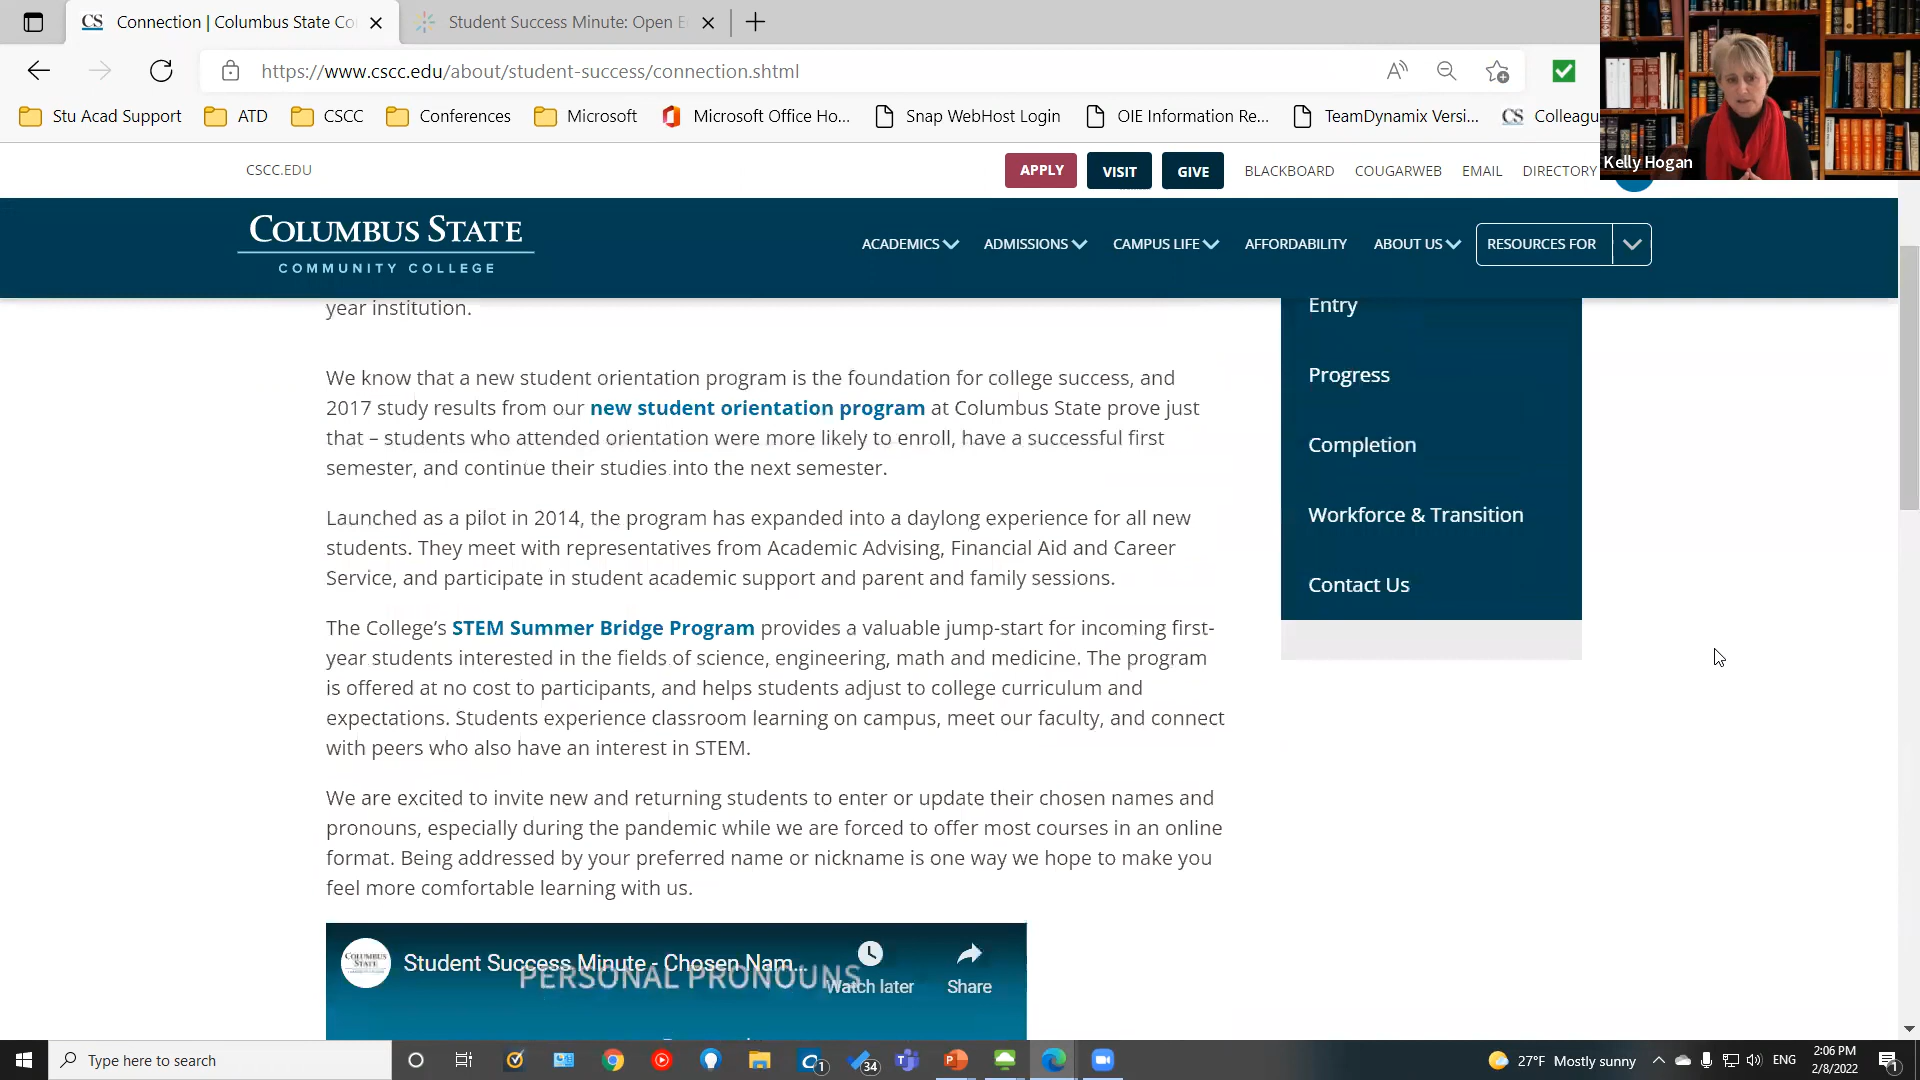 Connection | Columbus State Co
Student Success Minute: Open E
https://www.cscc.edu/about/student-success/connection.shtml
Stu Acad Support
ATD
CSCC
Conferences
Microsoft
Microsoft Office Ho...
Snap WebHost Login
OIE Information Re...
TeamDynamix Versi...
CS
Colleagu
Kelly Hogan
CSCC.EDU
APPLY
VISIT
GIVE
BLACKBOARD
COUGARWEB
EMAIL
DIRECTORY
COLUMBUS STATE
COMMUNITY COLLEGE
ACADEMICS
ADMISSIONS
CAMPUS LIFE
AFFORDABILITY
ABOUT US
RESOURCES FOR
year institution.
We know that a new student orientation program is the foundation for college success, and
2017 study results from our new student orientation program at Columbus State prove just
that – students who attended orientation were more likely to enroll, have a successful first
semester, and continue their studies into the next semester.
Launched as a pilot in 2014, the program has expanded into a daylong experience for all new
students. They meet with representatives from Academic Advising, Financial Aid and Career
Service, and participate in student academic support and parent and family sessions.
The College’s STEM Summer Bridge Program provides a valuable jump-start for incoming first-
year students interested in the fields of science, engineering, math and medicine. The program
is offered at no cost to participants, and helps students adjust to college curriculum and
expectations. Students experience classroom learning on campus, meet our faculty, and connect
with peers who also have an interest in STEM.
We are excited to invite new and returning students to enter or update their chosen names and
pronouns, especially during the pandemic while we are forced to offer most courses in an online
format. Being addressed by your preferred name or nickname is one way we hope to make you
feel more comfortable learning with us.
Entry
Progress
Completion
Workforce & Transition
Contact Us
COLUMBUS
STATE
Student Success Minute - Chosen Nam...
PERSONAL PRONOUNS
Watch later
Share
Type here to search
1
34
27°F Mostly sunny
ENG
2:06 PM
2/8/2022
1